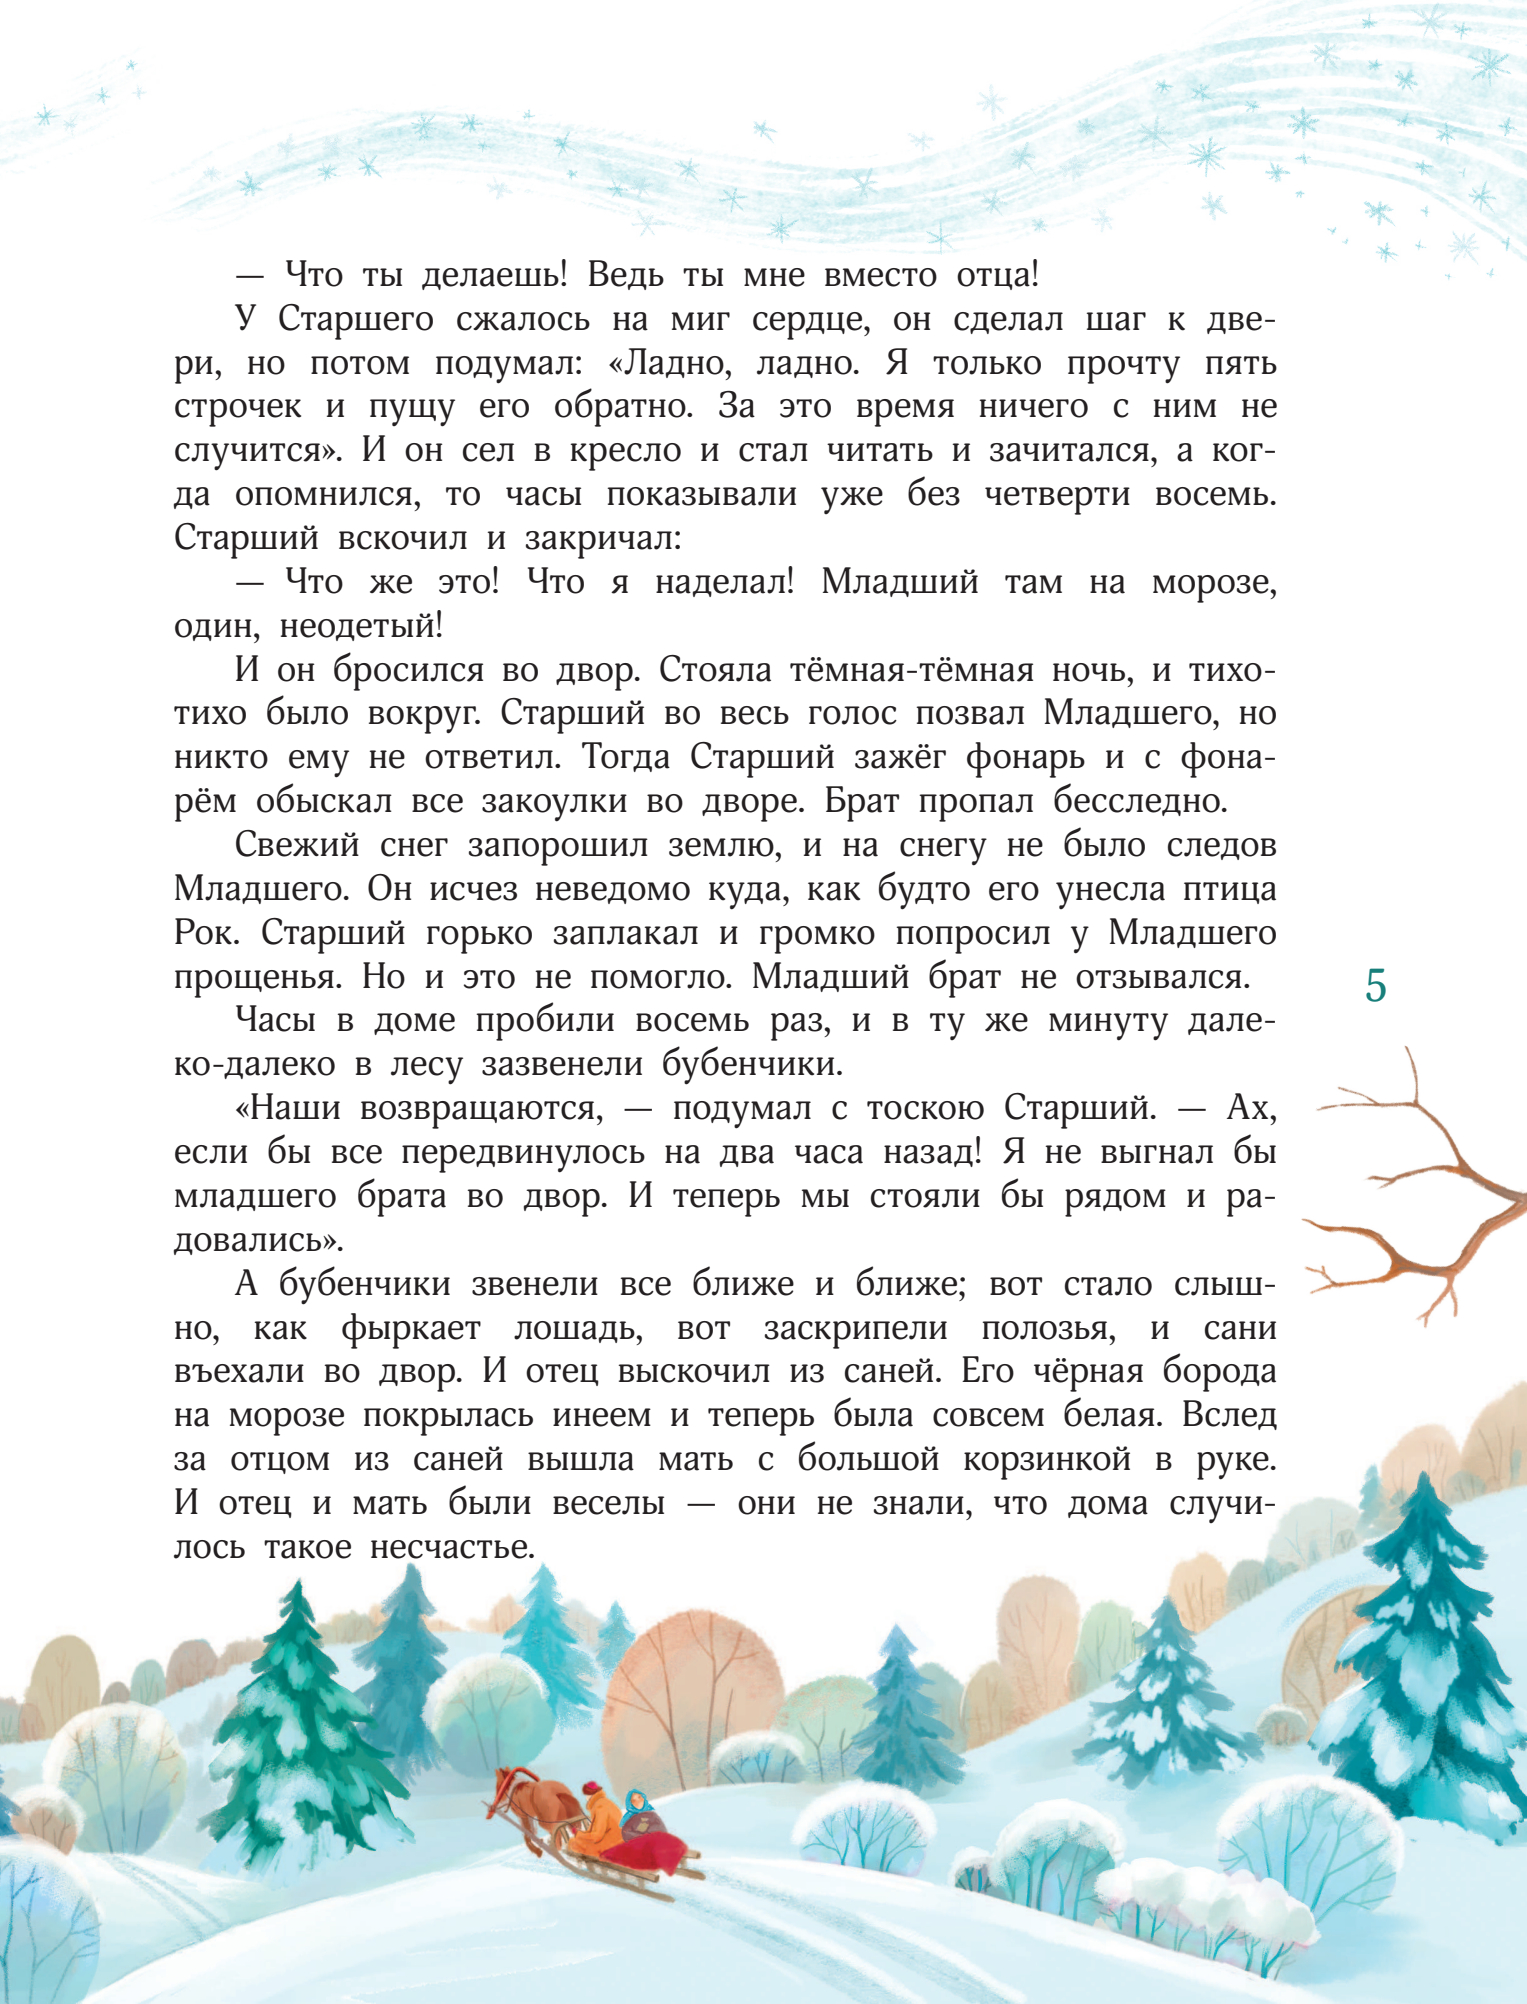 — Что ты делаешь! Ведь ты мне вместо отца!
У Старшего сжалось на миг сердце, он сделал шаг к две-
ри, но потом подумал: «Ладно, ладно. Я только прочту пять
строчек и пущу его обратно. За это время ничего с ним не
случится». И он сел в кресло и стал читать и зачитался, а ког-
да опомнился, то часы показывали уже без четверти восемь.
Старший вскочил и закричал:
— Что же это! Что я наделал! Младший там на морозе,
один, неодетый!
И он бросился во двор. Стояла тёмная-тёмная ночь, и тихо-
тихо было вокруг. Старший во весь голос позвал Младшего, но
никто ему не ответил. Тогда Старший зажёг фонарь и с фона-
рём обыскал все закоулки во дворе. Брат пропал бесследно.
Свежий снег запорошил землю, и на снегу не было следов
Младшего. Он исчез неведомо куда, как будто его унесла птица
Рок. Старший горько заплакал и громко попросил у Младшего
прощенья. Но и это не помогло. Младший брат не отзывался.
5
Часы в доме пробили восемь раз, и в ту же минуту дале-
ко-далеко в лесу зазвенели бубенчики.
«Наши возвращаются, — подумал с тоскою Старший. — Ах,
если бы все передвинулось на два часа назад! Я не выгнал бы
младшего брата во двор. И теперь мы стояли бы рядом и ра-
довались».
А бубенчики звенели все ближе и ближе; вот стало слыш-
но, как фыркает лошадь, вот заскрипели полозья, и сани
въехали во двор. И отец выскочил из саней. Его чёрная борода
на морозе покрылась инеем и теперь была совсем белая. Вслед
за отцом из саней вышла мать с большой корзинкой в руке.
И отец и мать были веселы — они не знали, что дома случи-
лось такое несчастье.